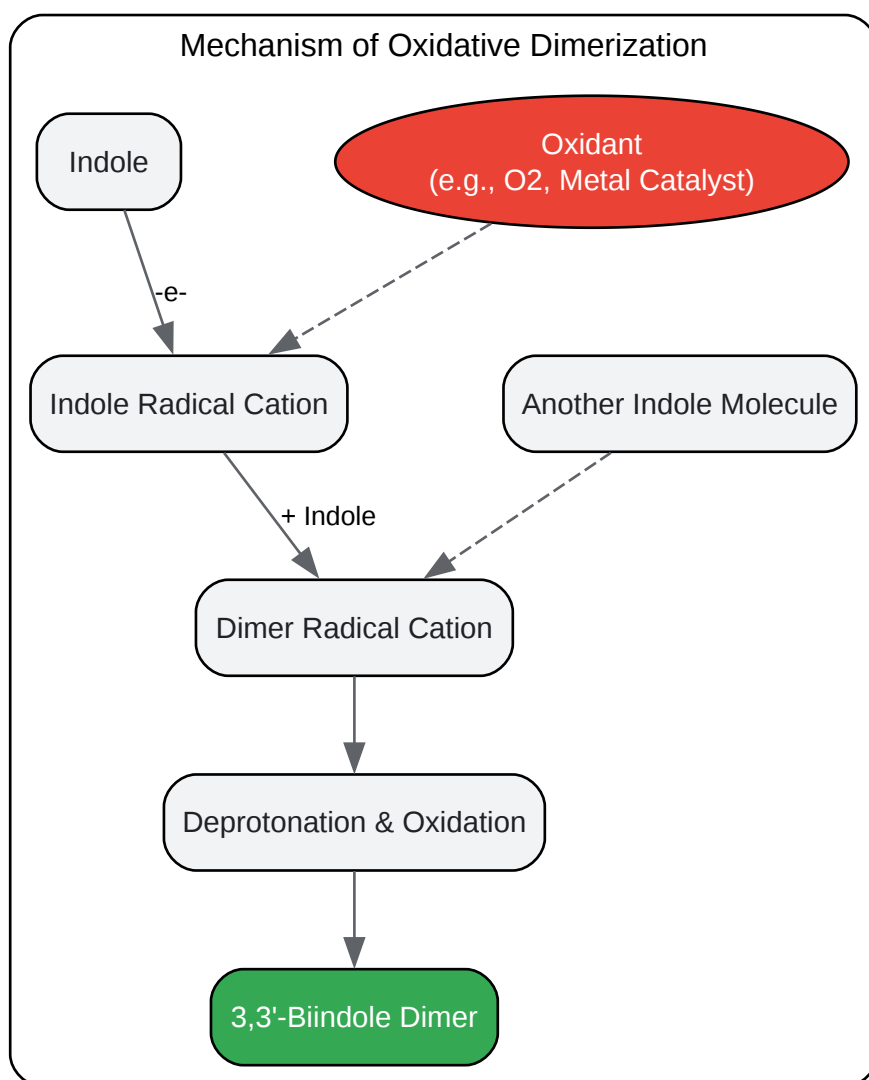 Mechanism of Oxidative Dimerization
Indole
Oxidant
(e.g., O2, Metal Catalyst)
-e-
Indole Radical Cation
Another Indole Molecule
+ Indole
Dimer Radical Cation
Deprotonation & Oxidation
3,3'-Biindole Dimer